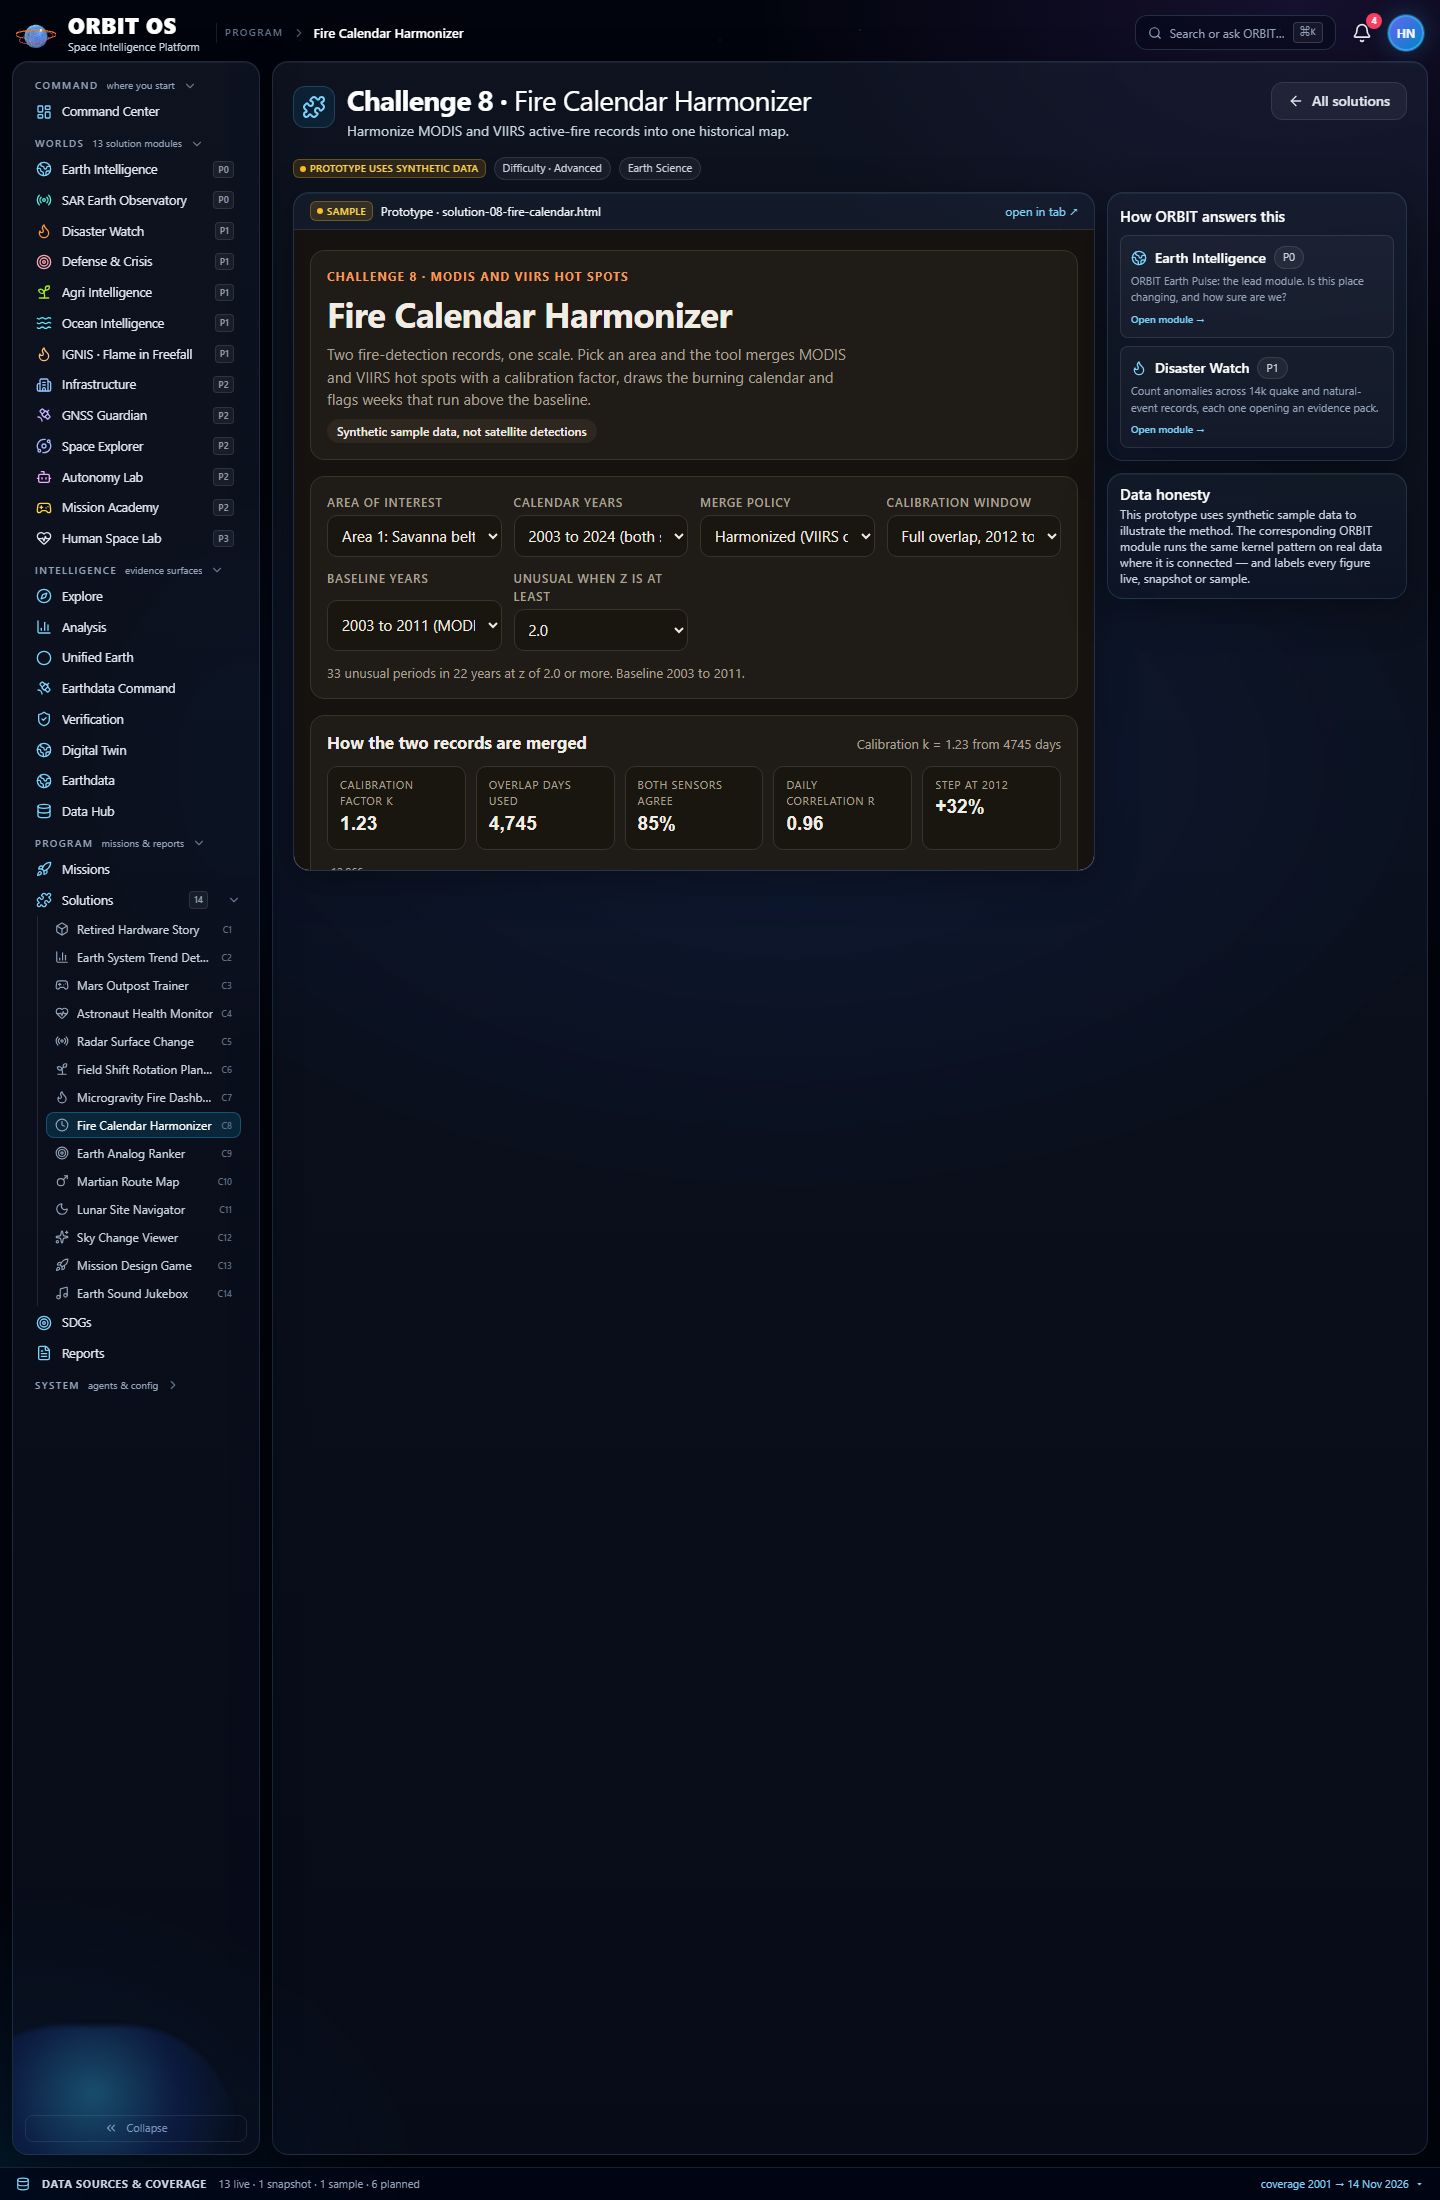 ORBIT OS
Space Intelligence Platform
PROGRAM > Fire Calendar Harmonizer
Search or ask ORBIT... ⌘K
4
HN
COMMAND where you start
Command Center
WORLDS 13 solution modules
Earth Intelligence P0
SAR Earth Observatory P0
Disaster Watch P1
Defense & Crisis P1
Agri Intelligence P1
Ocean Intelligence P1
IGNIS · Flame in Freefall P1
Infrastructure P2
GNSS Guardian P2
Space Explorer P2
Autonomy Lab P2
Mission Academy P2
Human Space Lab P3
INTELLIGENCE evidence surfaces
Explore
Analysis
Unified Earth
Earthdata Command
Verification
Digital Twin
Earthdata
Data Hub
PROGRAM missions & reports
Missions
Solutions 14
Retired Hardware Story C1
Earth System Trend Det... C2
Mars Outpost Trainer C3
Astronaut Health Monitor C4
Radar Surface Change C5
Field Shift Rotation Plan... C6
Microgravity Fire Dashb... C7
Fire Calendar Harmonizer C8
Earth Analog Ranker C9
Martian Route Map C10
Lunar Site Navigator C11
Sky Change Viewer C12
Mission Design Game C13
Earth Sound Jukebox C14
SDGs
Reports
SYSTEM agents & config
Collapse
Challenge 8 · Fire Calendar Harmonizer
Harmonize MODIS and VIIRS active-fire records into one historical map.
← All solutions
PROTOTYPE USES SYNTHETIC DATA
Difficulty · Advanced
Earth Science
SAMPLE Prototype · solution-08-fire-calendar.html
open in tab ↗
CHALLENGE 8 · MODIS AND VIIRS HOT SPOTS
Fire Calendar Harmonizer
Two fire-detection records, one scale. Pick an area and the tool merges MODIS
and VIIRS hot spots with a calibration factor, draws the burning calendar and
flags weeks that run above the baseline.
Synthetic sample data, not satellite detections
AREA OF INTEREST
Area 1: Savanna belt
CALENDAR YEARS
2003 to 2024 (both
MERGE POLICY
Harmonized (VIIRS
CALIBRATION WINDOW
Full overlap, 2012 to
BASELINE YEARS
2003 to 2011 (MODI
UNUSUAL WHEN Z IS AT
LEAST
2.0
33 unusual periods in 22 years at z of 2.0 or more. Baseline 2003 to 2011.
How the two records are merged
Calibration k = 1.23 from 4745 days
CALIBRATION
FACTOR K
1.23
OVERLAP DAYS
USED
4,745
BOTH SENSORS
AGREE
85%
DAILY
CORRELATION R
0.96
STEP AT 2012
+32%
How ORBIT answers this
Earth Intelligence P0
ORBIT Earth Pulse: the lead module. Is this place
changing, and how sure are we?
Open module →
Disaster Watch P1
Count anomalies across 14k quake and natural-
event records, each one opening an evidence pack.
Open module →
Data honesty
This prototype uses synthetic sample data to
illustrate the method. The corresponding ORBIT
module runs the same kernel pattern on real data
where it is connected — and labels every figure
live, snapshot or sample.
DATA SOURCES & COVERAGE 13 live · 1 snapshot · 1 sample · 6 planned
coverage 2001 → 14 Nov 2026